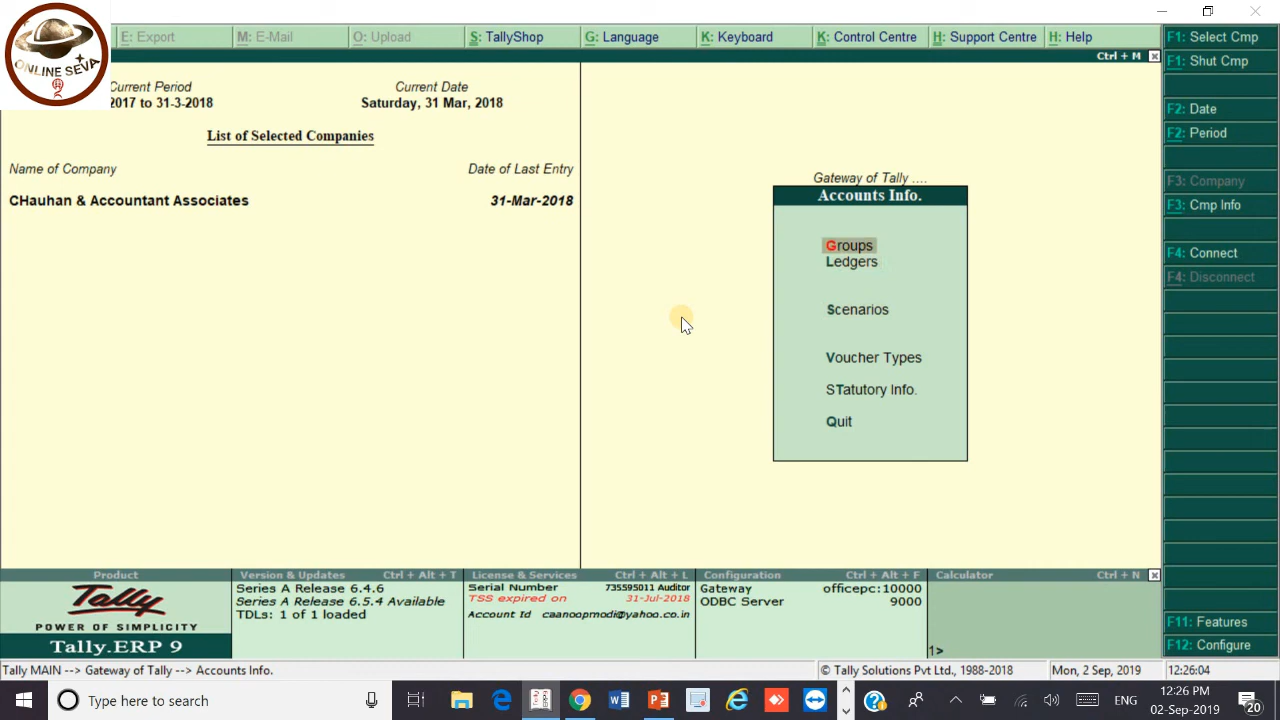 ONLINE SEVA
E: Export
M: E-Mail
O: Upload
S: TallyShop
G: Language
K: Keyboard
K: Control Centre
H: Support Centre
H: Help
Ctrl + M
Current Period
2017 to 31-3-2018
Current Date
Saturday, 31 Mar, 2018
List of Selected Companies
Name of Company
Date of Last Entry
CHauhan & Accountant Associates
31-Mar-2018
Gateway of Tally ....
Accounts Info.
Groups
Ledgers
Scenarios
Voucher Types
STatutory Info.
Quit
F1: Select Cmp
F1: Shut Cmp
F2: Date
F2: Period
F3: Company
F3: Cmp Info
F4: Connect
F4: Disconnect
F11: Features
F12: Configure
Product
Tally
POWER OF SIMPLICITY
Tally.ERP 9
Version & Updates Ctrl + Alt + T
Series A Release 6.4.6
Series A Release 6.5.4 Available
TDLs: 1 of 1 loaded
License & Services Ctrl + Alt + L
Serial Number 735595011 Auditor
TSS expired on 31-Jul-2018
Account Id caanoopmodi@yahoo.co.in
Configuration Ctrl + Alt + F
Gateway officepc:10000
ODBC Server 9000
Calculator Ctrl + N
1>
Tally MAIN --> Gateway of Tally --> Accounts Info.
© Tally Solutions Pvt Ltd., 1988-2018
Mon, 2 Sep, 2019
12:26:04
Type here to search
ENG
12:26 PM
02-Sep-2019
20